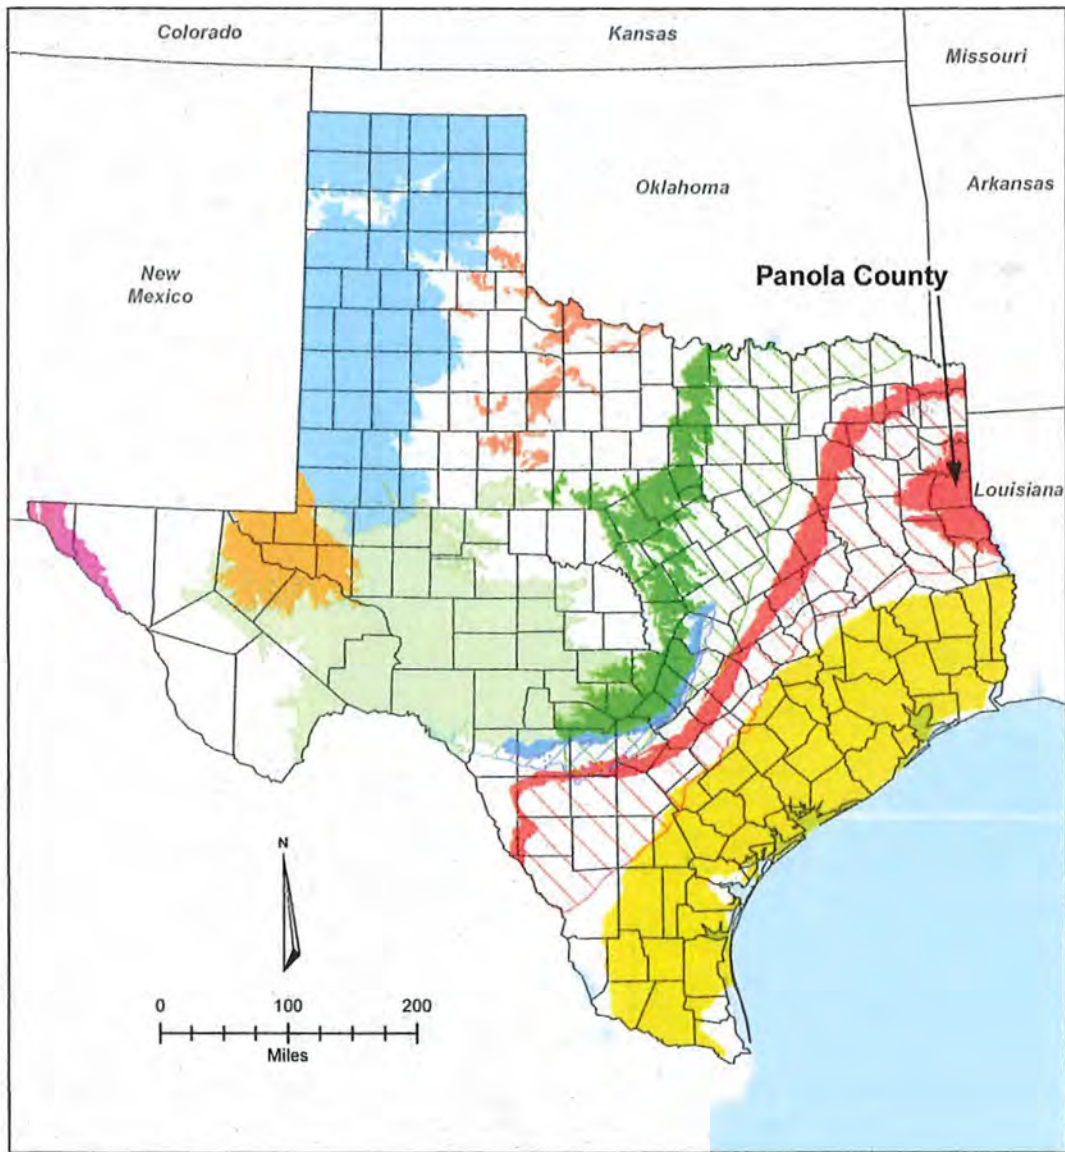 Colorado
Kansas
Missouri
Oklahoma
Arkansas
New
Mexico
Panola County
Louisiana
N
0 100 200
Miles